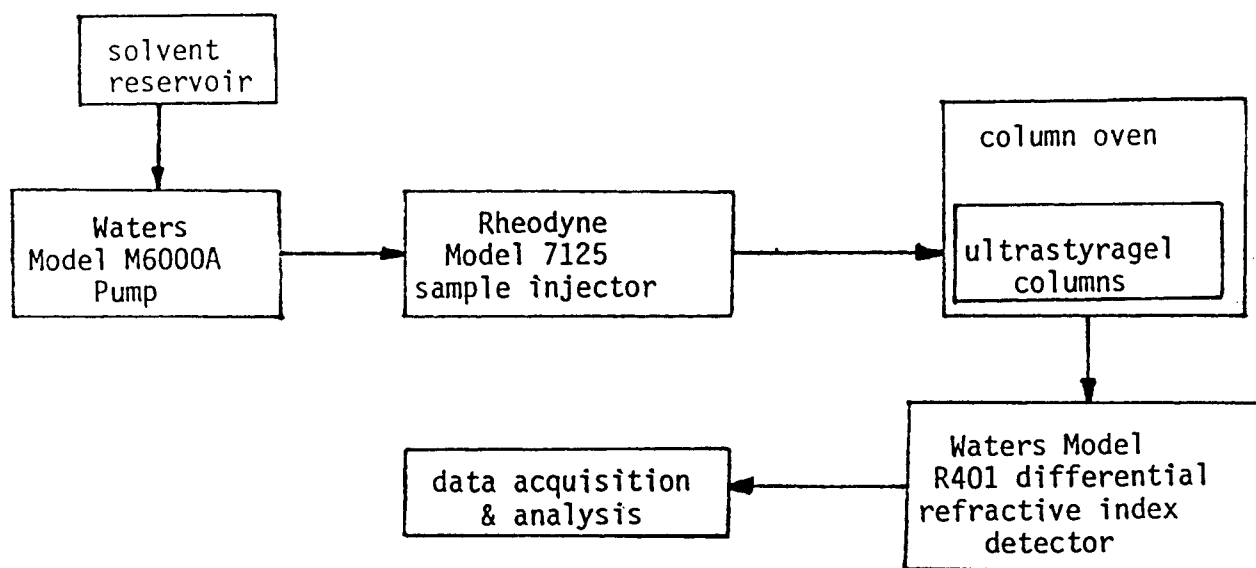 solvent
reservoir
Waters
Model M6000A
Pump
Rheodyne
Model 7125
sample injector
column oven
ultrastyragel
columns
Waters Model
R401 differential
refractive index
detector
data acquisition
& analysis